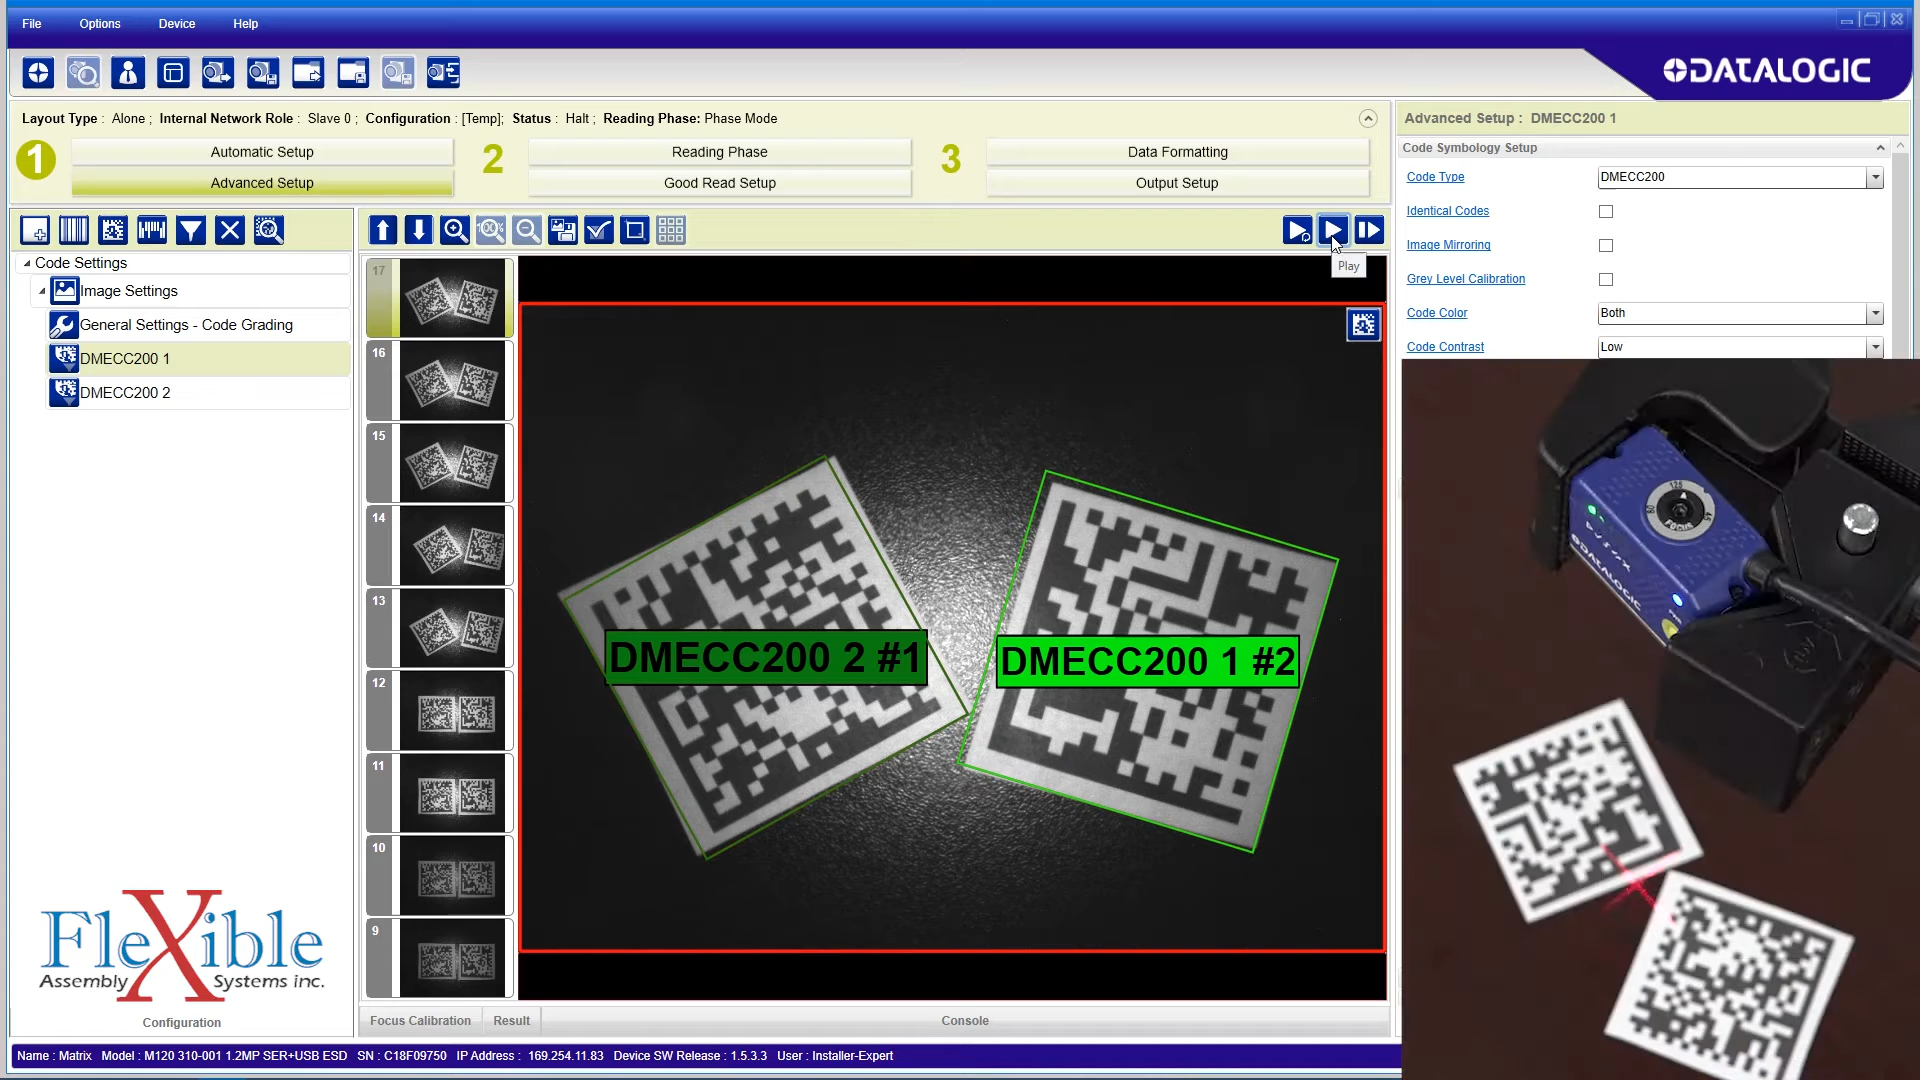 File Options Device Help
DATALOGIC
Layout Type : Alone ; Internal Network Role : Slave 0 ; Configuration : [Temp]; Status : Halt ; Reading Phase: Phase Mode
1 Automatic Setup
Advanced Setup
2 Reading Phase
Good Read Setup
3 Data Formatting
Output Setup
Advanced Setup : DMECC200 1
Code Symbology Setup
Code Type DMECC200
Identical Codes
Image Mirroring
Grey Level Calibration
Code Color Both
Code Contrast Low
100%
Play
Code Settings
Image Settings
General Settings - Code Grading
DMECC200 1
DMECC200 2
17
16
15
14
13
12
11
10
9
DMECC200 2 #1
DMECC200 1 #2
125
FOCUS
45
DATALOGIC
FleXible
Assembly Systems inc.
Configuration
Focus Calibration Result Console
Name : Matrix Model : M120 310-001 1.2MP SER+USB ESD SN : C18F09750 IP Address : 169.254.11.83 Device SW Release : 1.5.3.3 User : Installer-Expert